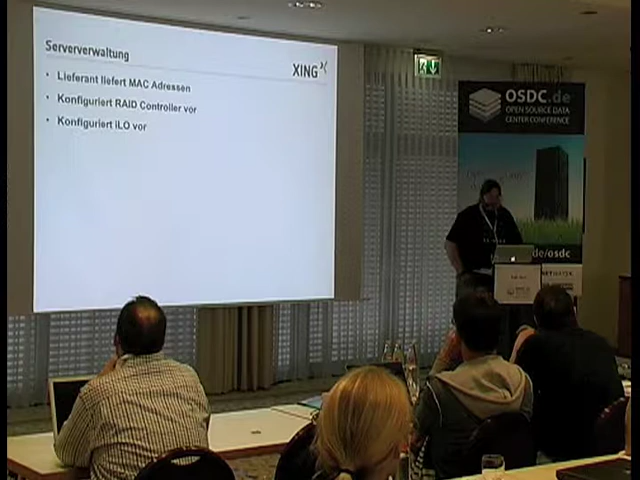 Serververwaltung
XING
• Lieferant liefert MAC Adressen
• Konfiguriert RAID Controller vor
• Konfiguriert iLO vor
OSDC.de
OPEN SOURCE DATA
CENTER CONFERENCE
de/osdc